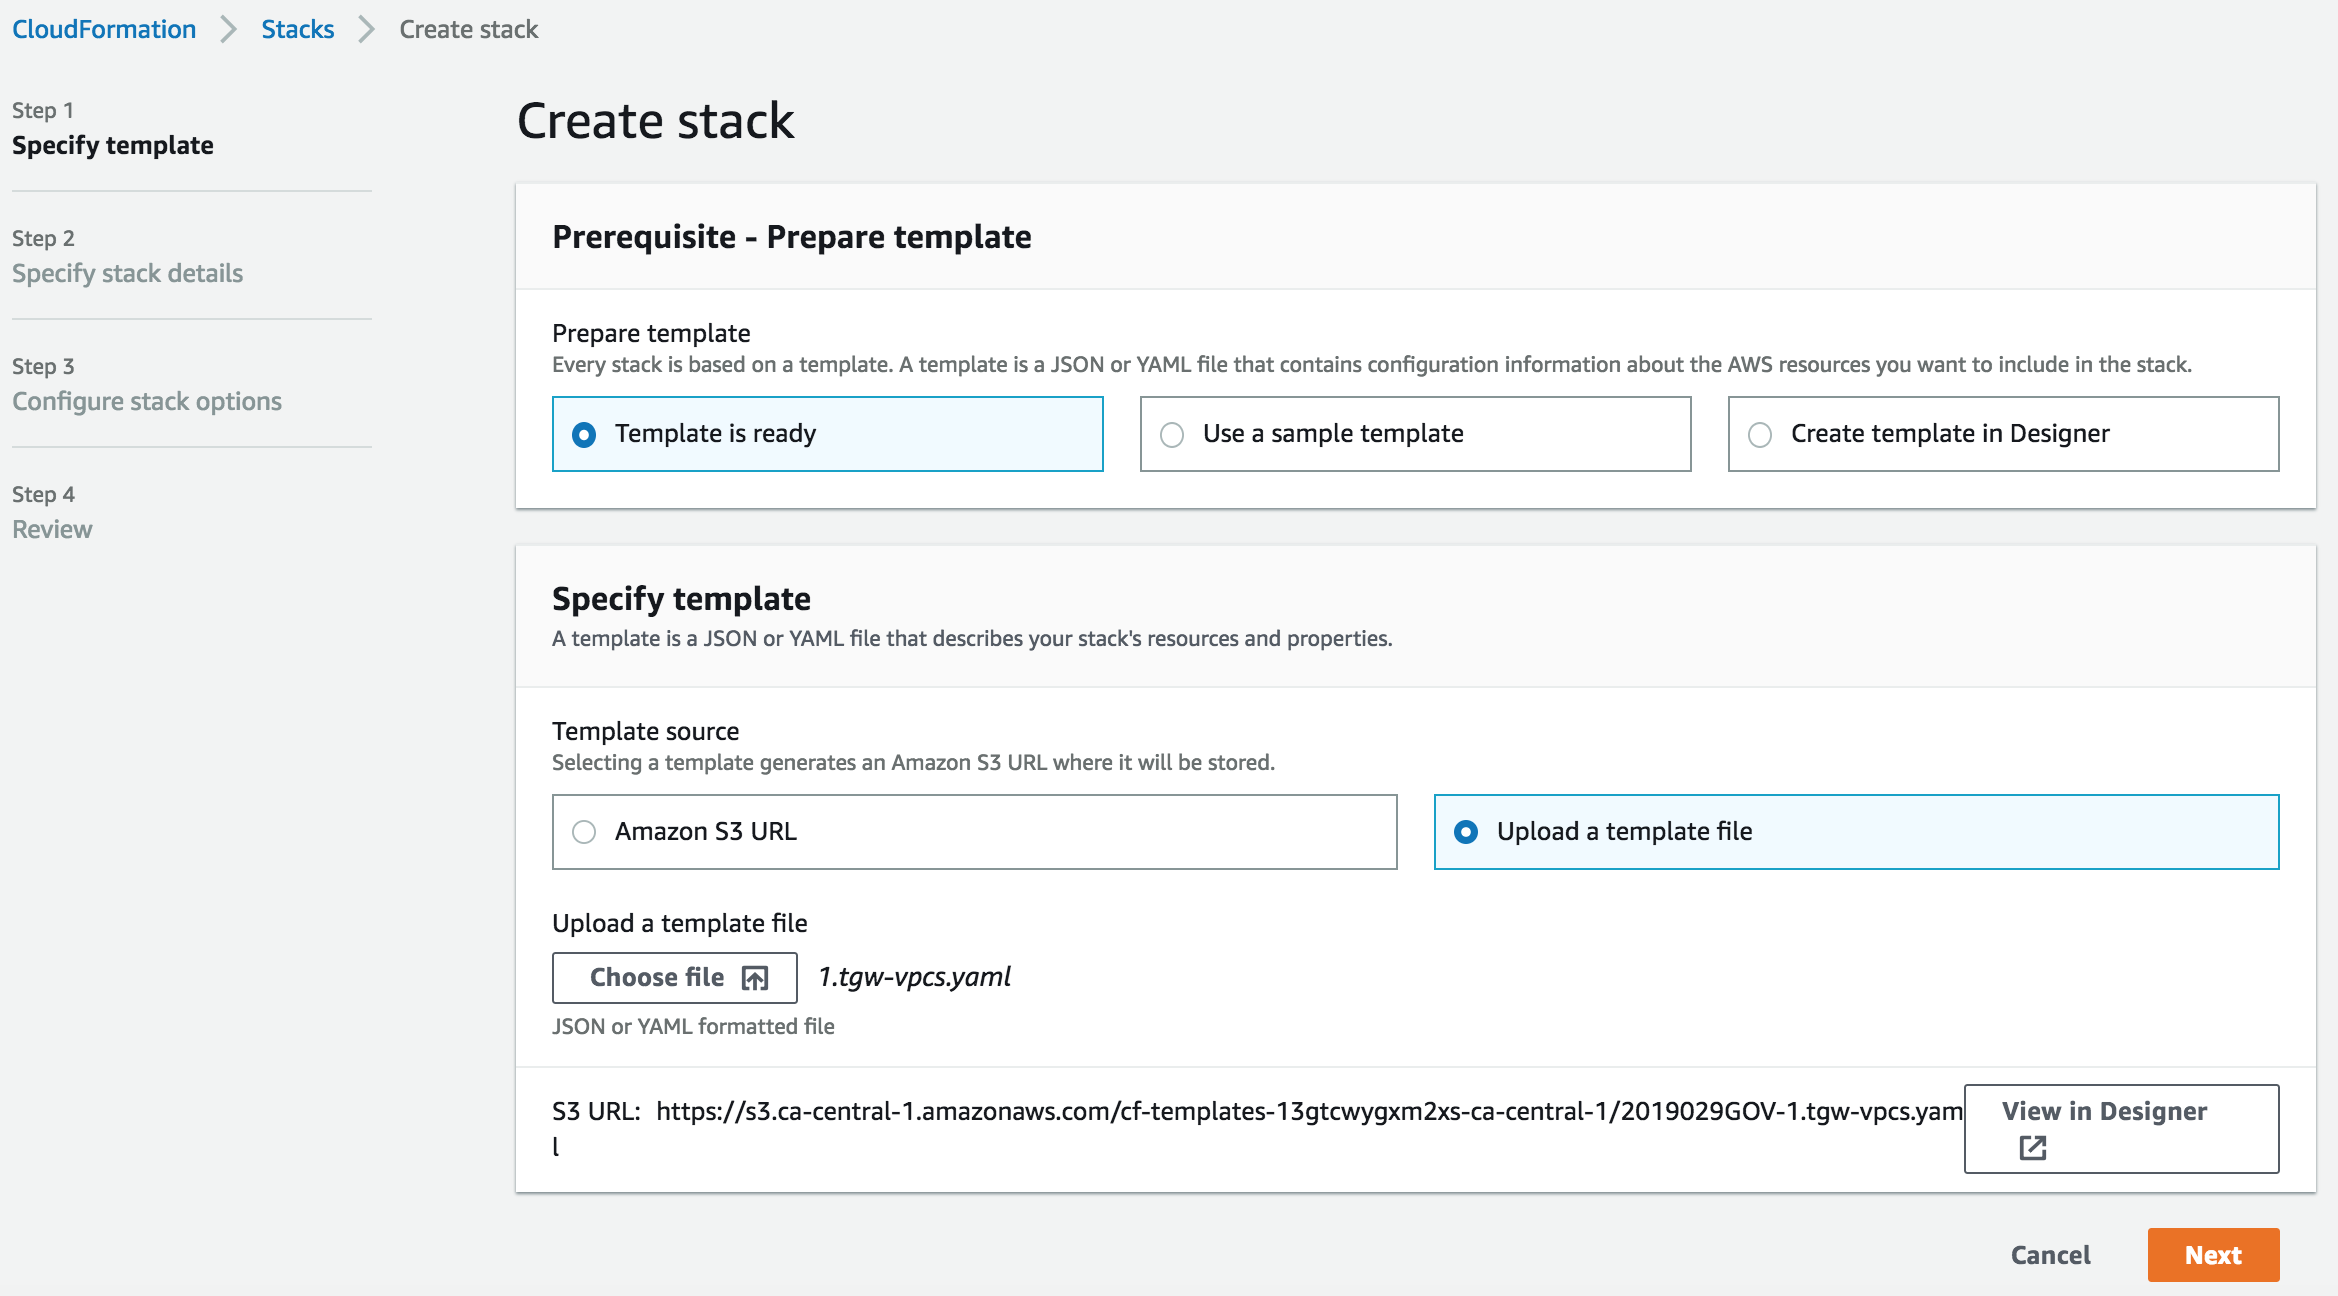 CloudFormation > Stacks > Create stack
Step 1
Specify template
Step 2
Specify stack details
Step 3
Configure stack options
Step 4
Review
Create stack
Prerequisite - Prepare template
Prepare template
Every stack is based on a template. A template is a JSON or YAML file that contains configuration information about the AWS resources you want to include in the stack.
Template is ready
Use a sample template
Create template in Designer
Specify template
A template is a JSON or YAML file that describes your stack's resources and properties.
Template source
Selecting a template generates an Amazon S3 URL where it will be stored.
Amazon S3 URL
Upload a template file
Upload a template file
Choose file 1.tgw-vpcs.yaml
JSON or YAML formatted file
S3 URL: https://s3.ca-central-1.amazonaws.com/cf-templates-13gtcwygxm2xs-ca-central-1/2019029GOV-1.tgw-vpcs.yam
l
View in Designer
Cancel
Next